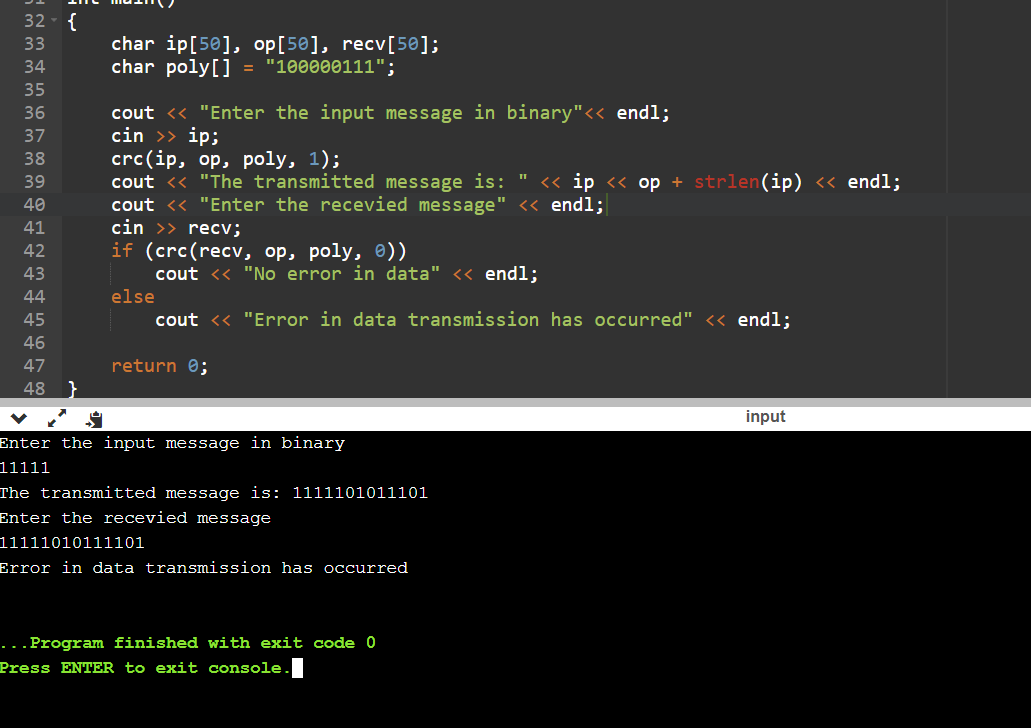 31 int main()
32 {
33 char ip[50], op[50], recv[50];
34 char poly[] = "100000111";
35
36 cout << "Enter the input message in binary"<< endl;
37 cin >> ip;
38 crc(ip, op, poly, 1);
39 cout << "The transmitted message is: " << ip << op + strlen(ip) << endl;
40 cout << "Enter the recevied message" << endl;
41 cin >> recv;
42 if (crc(recv, op, poly, 0))
43 cout << "No error in data" << endl;
44 else
45 cout << "Error in data transmission has occurred" << endl;
46
47 return 0;
48 }
input
Enter the input message in binary
11111
The transmitted message is: 1111101011101
Enter the recevied message
11111010111101
Error in data transmission has occurred
...Program finished with exit code 0
Press ENTER to exit console.